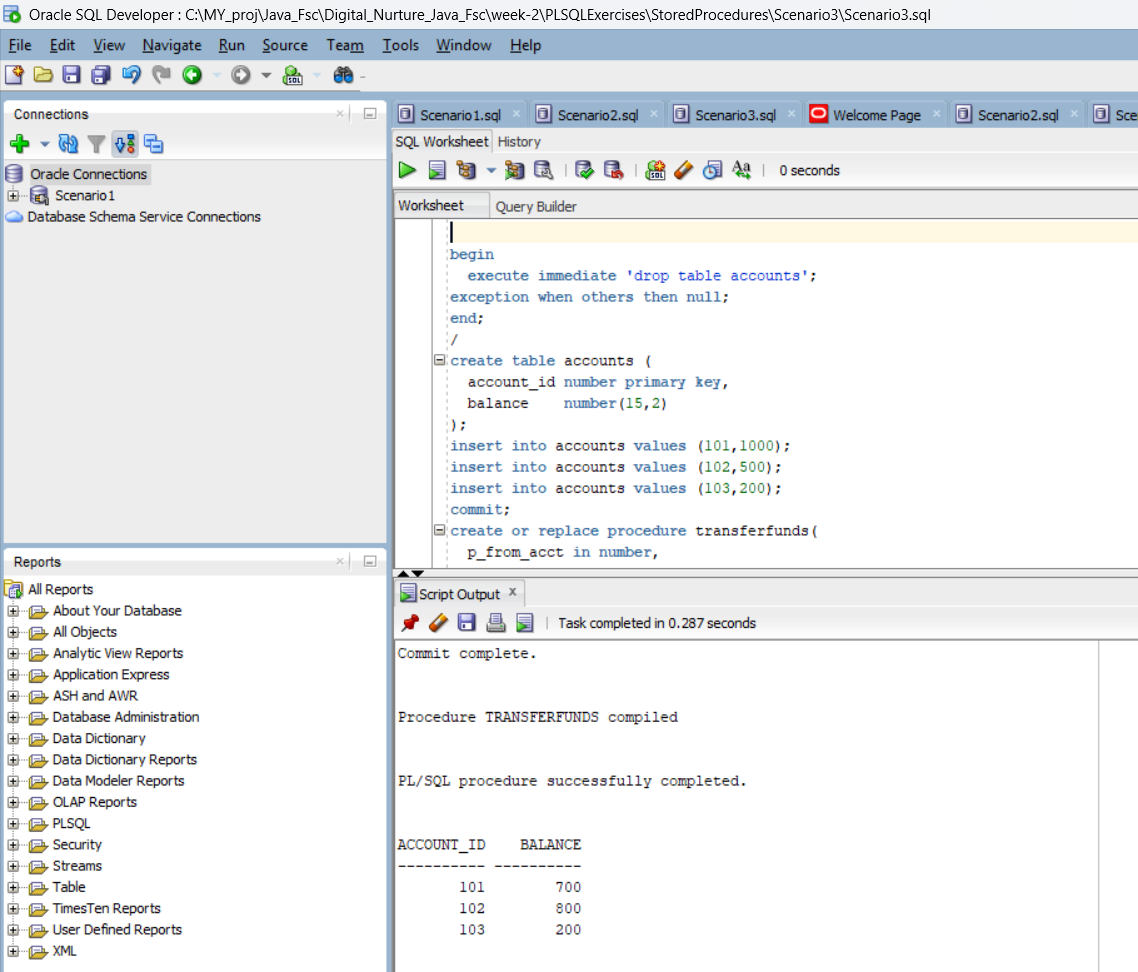 Oracle SQL Developer : C:\MY_proj\Java_Fsc\Digital_Nurture_Java_Fsc\week-2\PLSQLExercises\StoredProcedures\Scenario3\Scenario3.sql
File Edit View Navigate Run Source Team Tools Window Help
Connections
Oracle Connections
Scenario1
Database Schema Service Connections
Reports
All Reports
About Your Database
All Objects
Analytic View Reports
Application Express
ASH and AWR
Database Administration
Data Dictionary
Data Dictionary Reports
Data Modeler Reports
OLAP Reports
PLSQL
Security
Streams
Table
TimesTen Reports
User Defined Reports
XML
Scenario1.sql Scenario2.sql Scenario3.sql Welcome Page Scenario2.sql Sce
SQL Worksheet History
0 seconds
Worksheet Query Builder
begin
execute immediate 'drop table accounts';
exception when others then null;
end;
/
create table accounts (
account_id number primary key,
balance number(15,2)
);
insert into accounts values (101,1000);
insert into accounts values (102,500);
insert into accounts values (103,200);
commit;
create or replace procedure transferfunds(
p_from_acct in number,
Script Output
Task completed in 0.287 seconds
Commit complete.
Procedure TRANSFERFUNDS compiled
PL/SQL procedure successfully completed.
ACCOUNT_ID BALANCE
---------- ----------
101 700
102 800
103 200